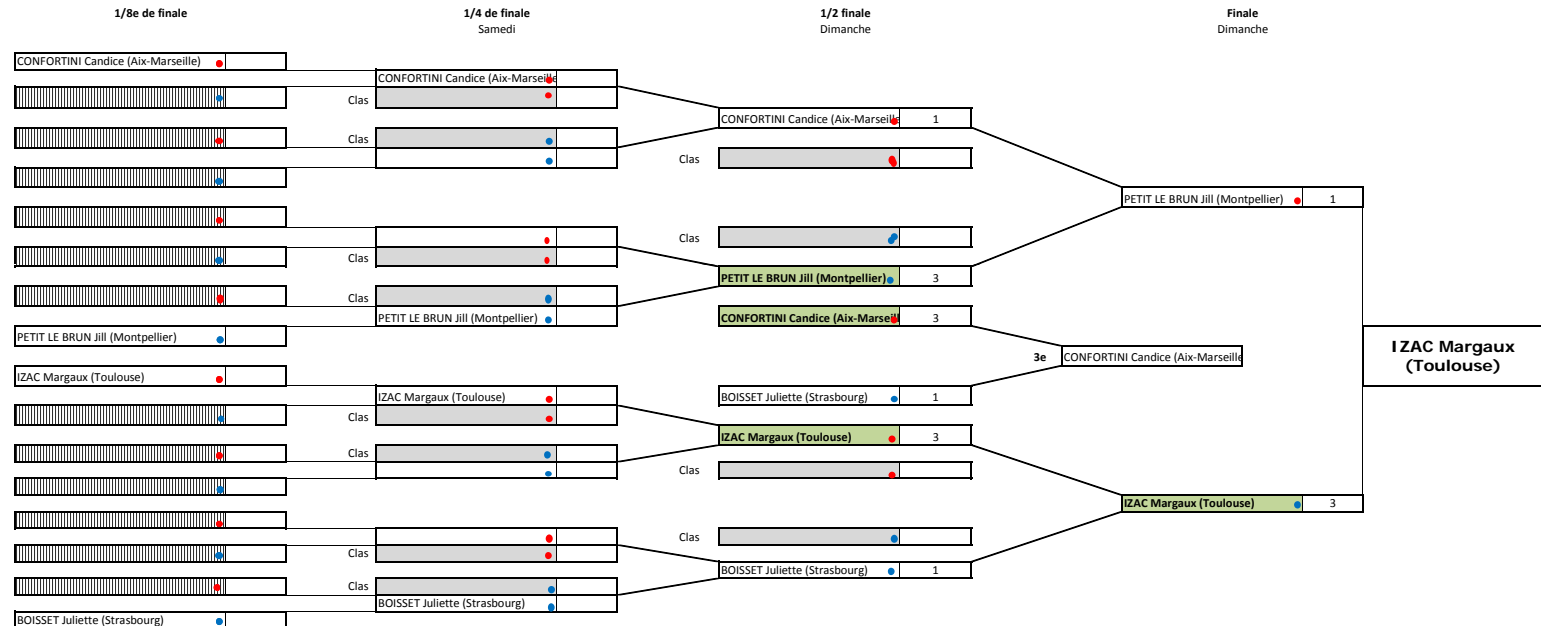 1/8e de finale
1/4 de finale
1/2 finale
Finale
Samedi
Dimanche
Dimanche
CONFORTINI Candice (Aix-Marseille)
CONFORTINI Candice (Aix-Marseille
Clas
CONFORTINI Candice (Aix-Marseille
1
Clas
Clas
PETIT LE BRUN Jill (Montpellier)
1
Clas
Clas
PETIT LE BRUN Jill (Montpellier)
3
Clas
PETIT LE BRUN Jill (Montpellier)
CONFORTINI Candice (Aix-Marseill
3
PETIT LE BRUN Jill (Montpellier)
3e
CONFORTINI Candice (Aix-Marseille
IZAC Margaux
(Toulouse)
IZAC Margaux (Toulouse)
IZAC Margaux (Toulouse)
BOISSET Juliette (Strasbourg)
1
Clas
IZAC Margaux (Toulouse)
3
Clas
Clas
IZAC Margaux (Toulouse)
3
Clas
Clas
BOISSET Juliette (Strasbourg)
1
Clas
BOISSET Juliette (Strasbourg)
BOISSET Juliette (Strasbourg)